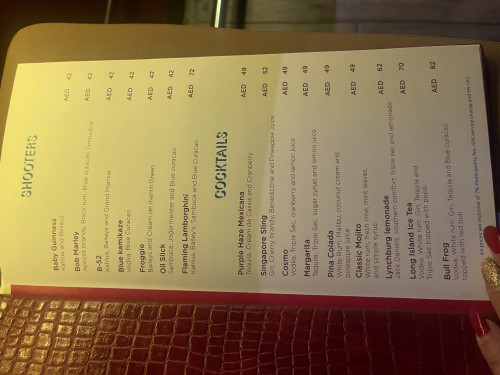 SHOOTERS
Baby Guinness AED 42
Kahlua and Baileys
Bob Marley AED 42
brandy, Black rum, Blue curacao, Grenadine
B52 AED 42
Kahlua, Baileys and Grand Marnier
Blue kamikaze AED 42
Vodka, Blue Curacao
Froggy AED 42
Baileys and Cream de menth Green
Oil Slick AED 42
Sambuca, Jagermeister and Blue curacao
Flaming Lamborghini AED 72
Kahlua, Bailey's, Sambuca and Blue Curacao
COCKTAILS
Purple Haze Mexicana AED 49
Tequila, Cream de Cassis and Cranberry
Singapore Sling AED 52
Gin, Cherry brandy, Benedictine and Pineapple Juice
Cosmo AED 49
Vodka, Triple Sec, cranberry and lemon juice
Margarita AED 49
Tequila, Triple Sec, sugar syrup and lemon juice
Pina Colada AED 49
White Rum, Malibu, coconut cream and
pineapple juice
Classic Mojito AED 49
White rum, fresh lime, mint leaves,
and simple syrup
Lynchburg lemonade AED 62
Jack Daniels, southern comfort, triple sec and lemonade
Long Island Ice Tea AED 70
Vodka, White rum, Gin, Tequila and
Triple Sec topped with pepsi
Bull Frog AED 82
Vodka, White rum, Gin, Tequila and Blue curacao
topped with red bull
All prices are inclusive of 7% municipality fee, 10% service charge and 5% VAT